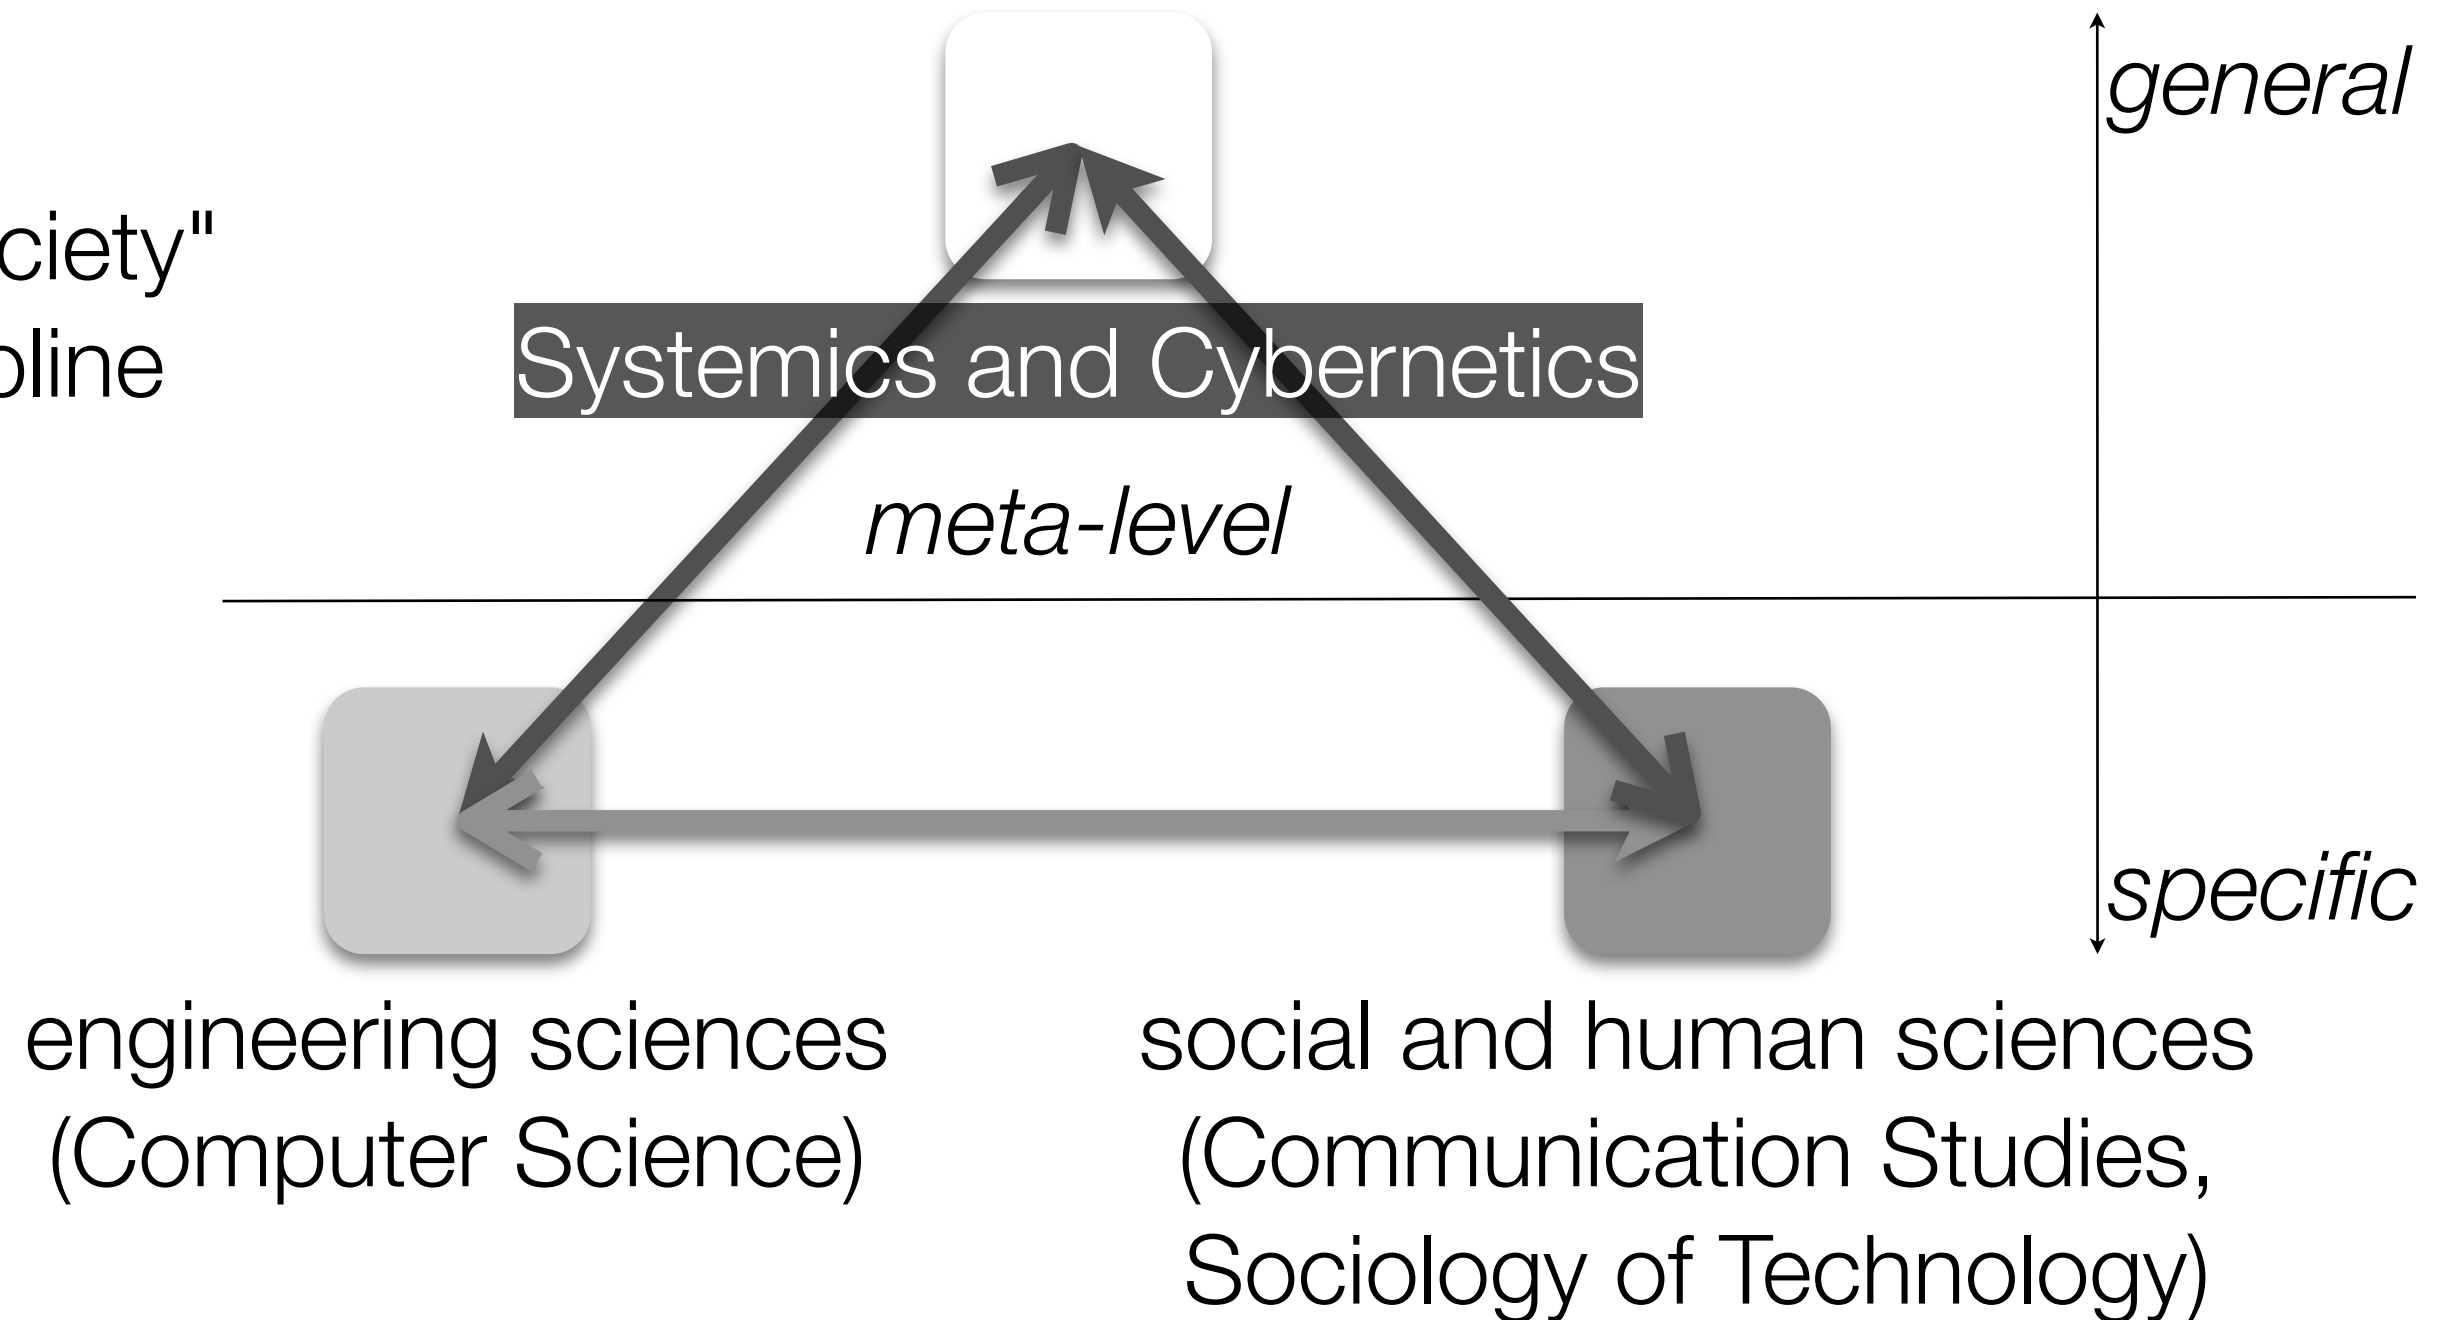 general
ciety"
Systemics and Cybernetics
meta-level
specific
engineering sciences
(Computer Science)
social and human sciences
(Communication Studies,
Sociology of Technology)